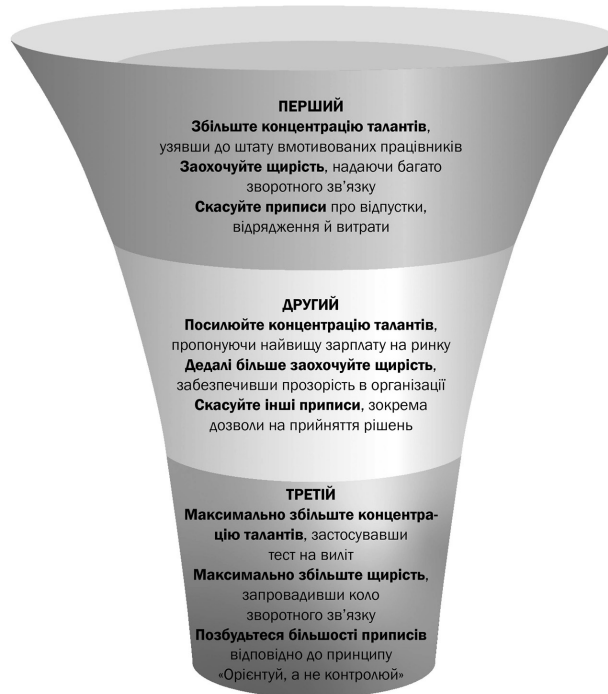 ПЕРШИЙ
Збільште концентрацію талантів,
узявши до штату вмотивованих працівників
Заохочуйте щирість, надаючи багато
зворотного зв’язку
Скасуйте приписи про відпустки,
відрядження й витрати
ДРУГИЙ
Посилюйте концентрацію талантів,
пропонуючи найвищу зарплату на ринку
Дедалі більше заохочуйте щирість,
забезпечивши прозорість в організації
Скасуйте інші приписи, зокрема
дозволи на прийняття рішень
ТРЕТІЙ
Максимально збільште концентра-
цію талантів, застосувавши
тест на виліт
Максимально збільште щирість,
запровадивши коло
зворотного зв’язку
Позбудьтеся більшості приписів
відповідно до принципу
«Орієнтуй, а не контролюй»